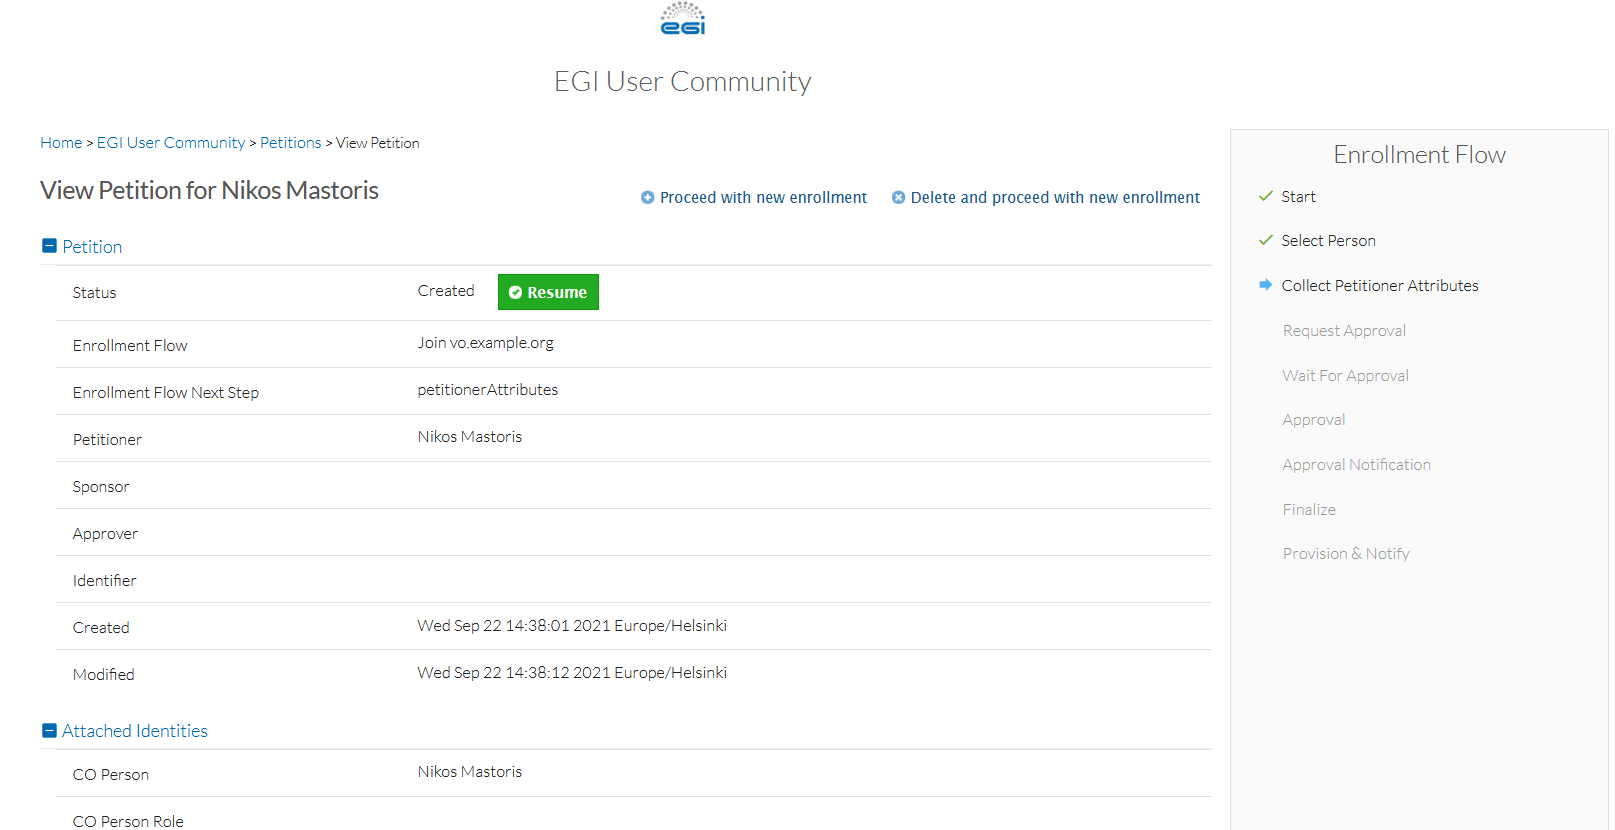 egi
EGI User Community
Home > EGI User Community > Petitions > View Petition
View Petition for Nikos Mastoris
Proceed with new enrollment
Delete and proceed with new enrollment
Petition
Status
Created
Resume
Enrollment Flow
Join vo.example.org
Enrollment Flow Next Step
petitionerAttributes
Petitioner
Nikos Mastoris
Sponsor
Approver
Identifier
Created
Wed Sep 22 14:38:01 2021 Europe/Helsinki
Modified
Wed Sep 22 14:38:12 2021 Europe/Helsinki
Attached Identities
CO Person
Nikos Mastoris
CO Person Role
Enrollment Flow
Start
Select Person
Collect Petitioner Attributes
Request Approval
Wait For Approval
Approval
Approval Notification
Finalize
Provision & Notify